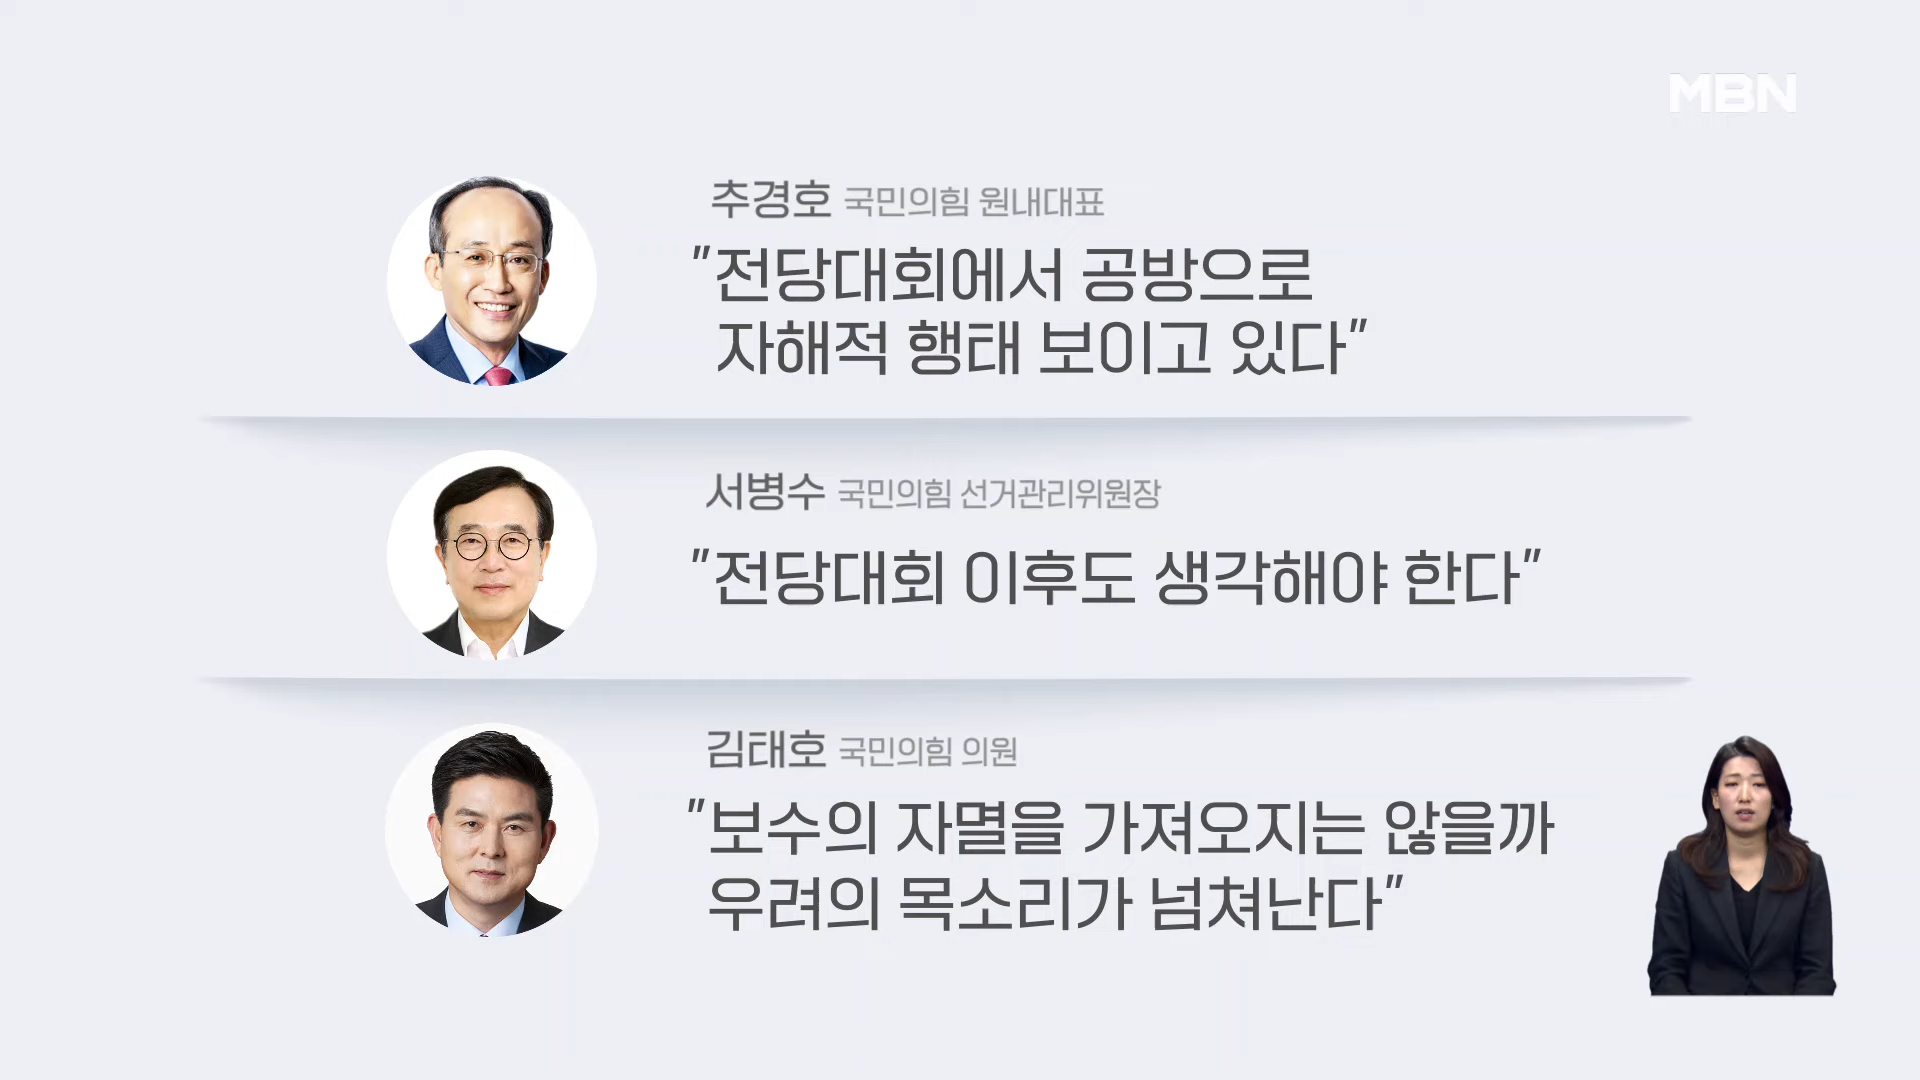 MBN
추경호 국민의힘 원내대표
"전당대회에서 공방으로
자해적 행태 보이고 있다"
서병수 국민의힘 선거관리위원장
"전당대회 이후도 생각해야 한다"
김태호 국민의힘 의원
"보수의 자멸을 가져오지는 않을까
우려의 목소리가 넘쳐난다"